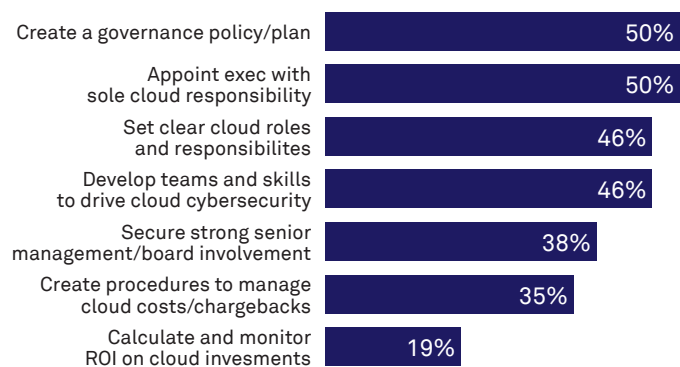 Create a governance policy/plan
50%
Appoint exec with
sole cloud responsibility
50%
Set clear cloud roles
and responsibilites
46%
Develop teams and skills
to drive cloud cybersecurity
46%
Secure strong senior
management/board involvement
38%
Create procedures to manage
cloud costs/chargebacks
35%
Calculate and monitor
ROI on cloud invesments
19%